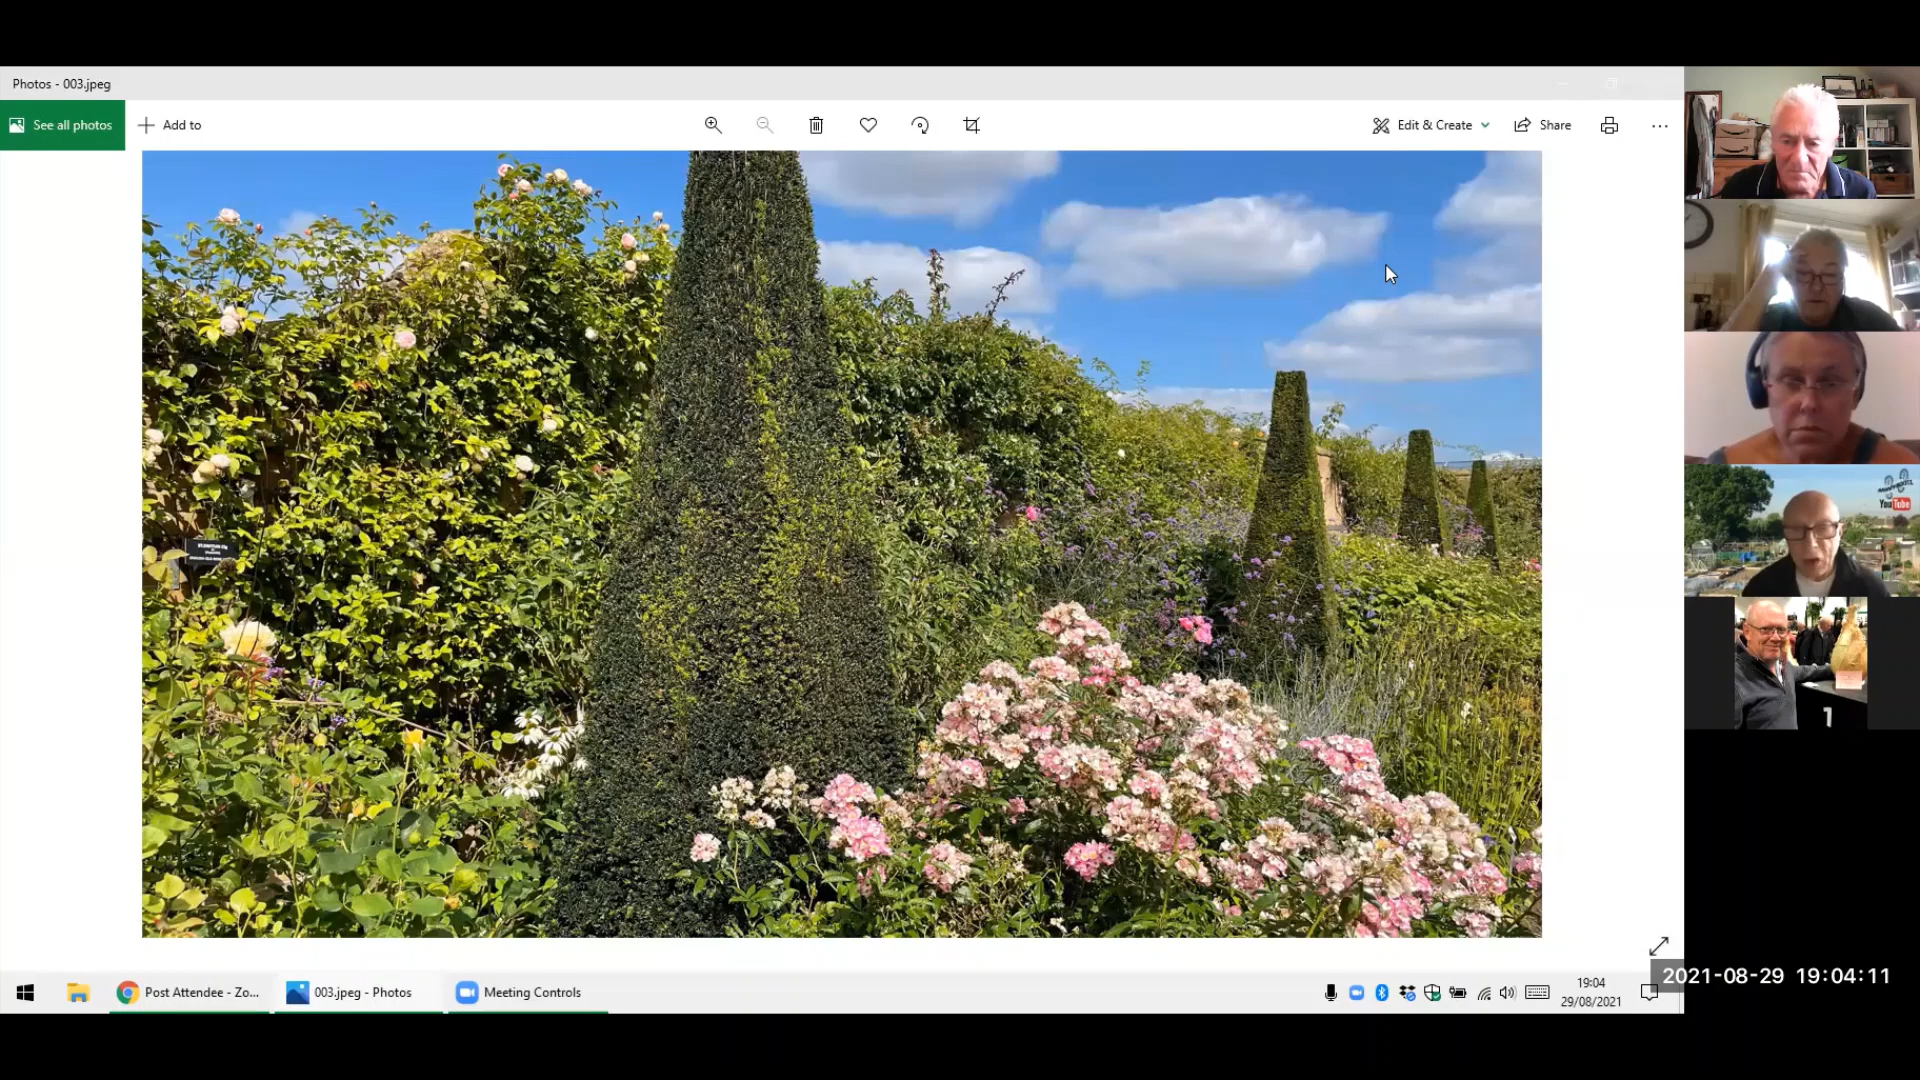 Photos - 003.jpeg
See all photos
Add to
Edit & Create
Share
YouTube
1
Post Attendee - Zo...
003.jpeg - Photos
Meeting Controls
19:04
29/08/2021
2021-08-29 19:04:11